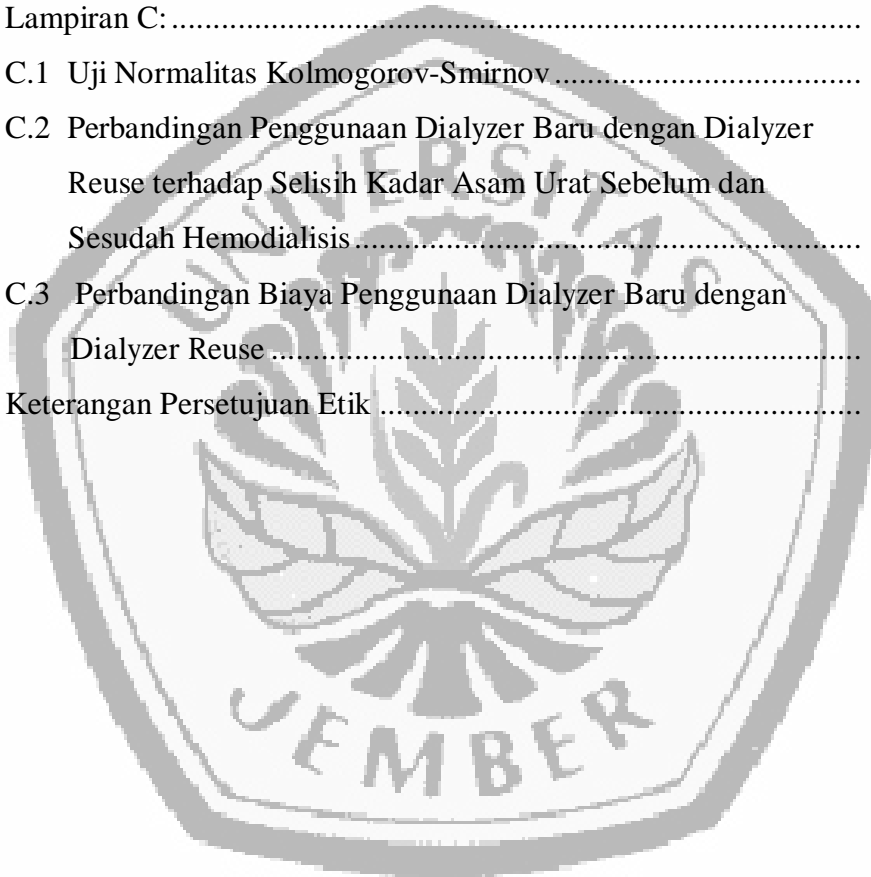 Lampiran C: ................................................................................................
C.1 Uji Normalitas Kolmogorov-Smirnov.....................................
C.2 Perbandingan Penggunaan Dialyzer Baru dengan Dialyzer
Reuse terhadap Selisih Kadar Asam Urat Sebelum dan
Sesudah Hemodialisis.............................................................
C.3 Perbandingan Biaya Penggunaan Dialyzer Baru dengan
Dialyzer Reuse .......................................................................
Keterangan Persetujuan Etik ..........................................................
UNIVERSITAS
JEMBER